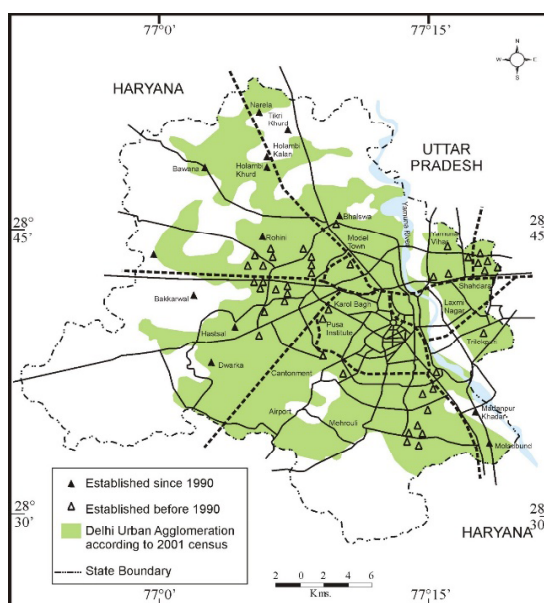 77°0'
77°15'
N
W
E
S
HARYANA
Narela
Tikri
Khurd
Holambi
Kalan
Holambi
Khurd
Bawana
UTTAR
PRADESH
28°
45'
28°
45'
Bhalswa
Rohini
Model
Town
Yamuna River
Yamuna
Vihar
Shahdara
Bakkarwal
Karol Bagh
Laxmi
Nagar
Hastsal
Pusa
Institute
Dwarka
Cantonment
Airport
Mehrouli
Madanpur
Khadar
Molarbund
HARYANA
28°
30'
28°
30'
Established since 1990
Established before 1990
Delhi Urban Agglomeration
according to 2001 census
State Boundary
2 0 2 4 6
Kms.
77°0'
77°15'